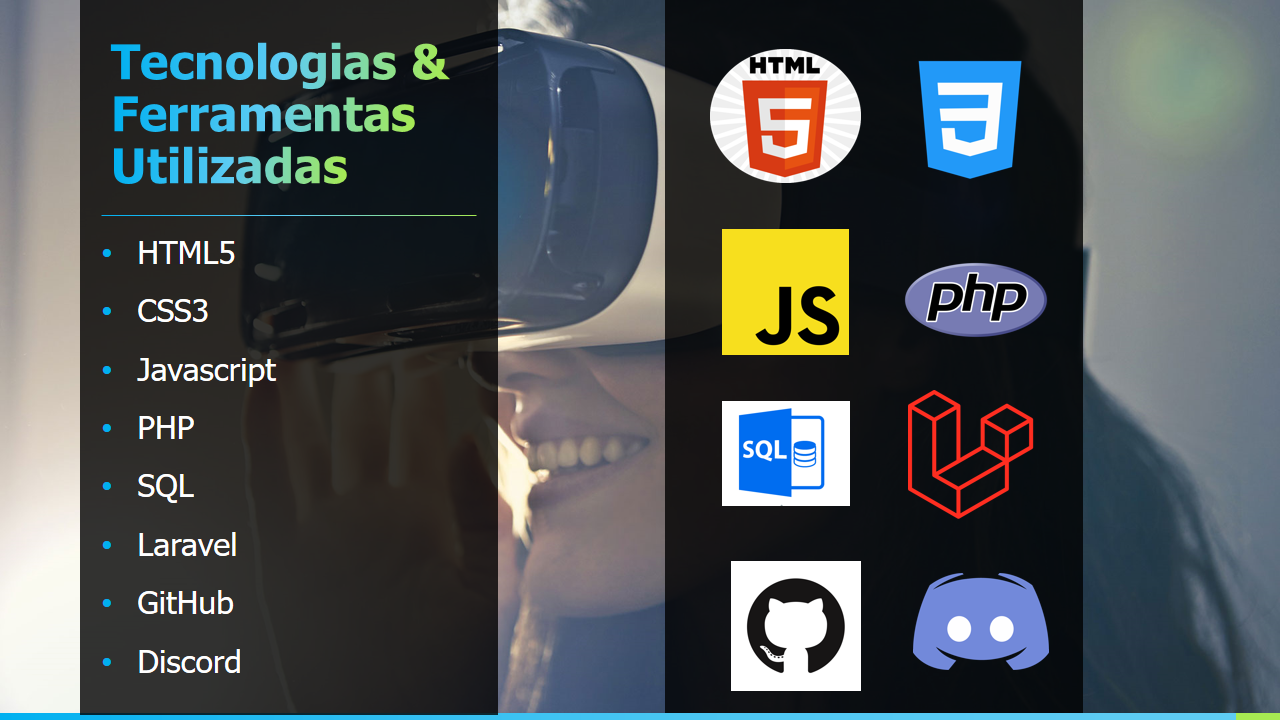 Tecnologias &
Ferramentas
Utilizadas
• HTML5
• CSS3
• Javascript
• PHP
• SQL
• Laravel
• GitHub
• Discord
HTML
5
3
JS
php
SQL